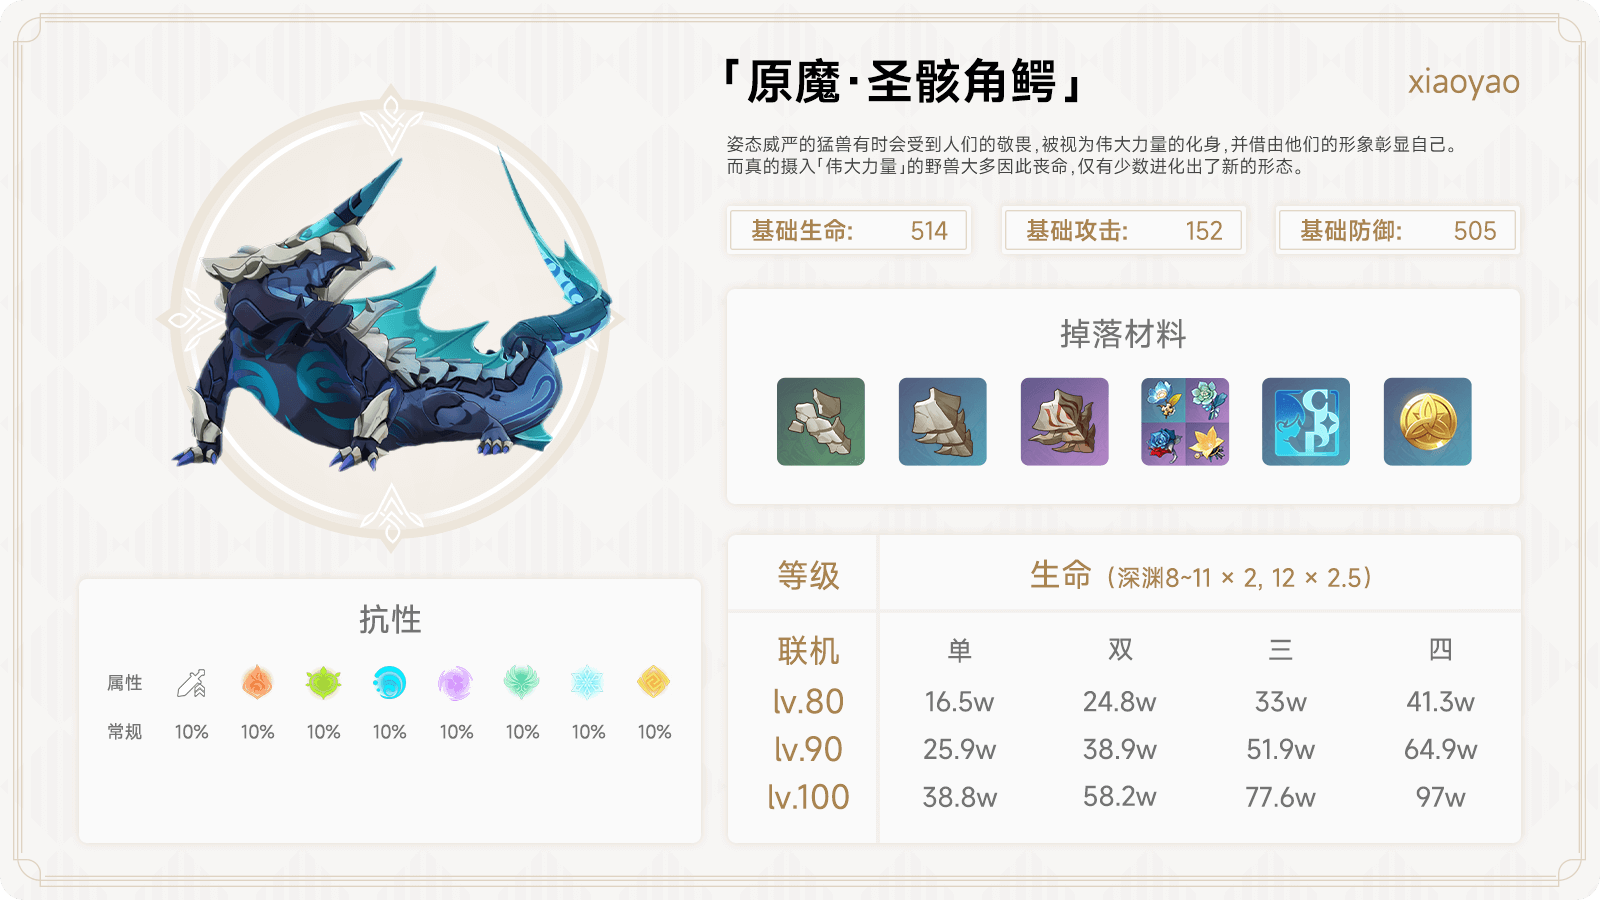 「原魔·圣骸角鳄」
xiaoyao
姿态威严的猛兽有时会受到人们的敬畏,被视为伟大力量的化身,并借由他们的形象彰显自己。
而真的摄入「伟大力量」的野兽大多因此丧命,仅有少数进化出了新的形态。
基础生命: 514
基础攻击: 152
基础防御: 505
掉落材料
等级 生命 (深渊8~11 × 2, 12 × 2.5)
联机 单 双 三 四
lv.80 16.5w 24.8w 33w 41.3w
lv.90 25.9w 38.9w 51.9w 64.9w
lv.100 38.8w 58.2w 77.6w 97w
抗性
属性
常规 10% 10% 10% 10% 10% 10% 10% 10%